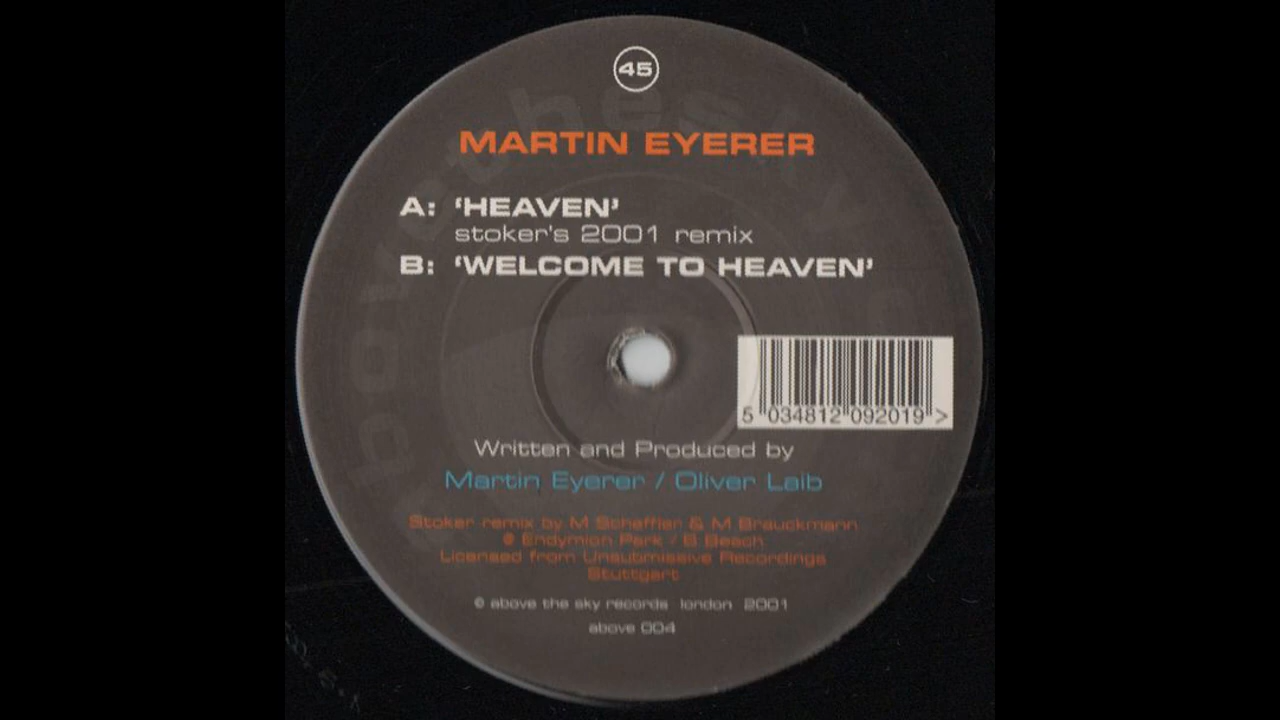 45
MARTIN EYERER
A: 'HEAVEN'
stoker's 2001 remix
B: 'WELCOME TO HEAVEN'
5 034812 092019 >
Written and Produced by
Martin Eyerer / Oliver Laib
Stoker remix by M Scheffler & M Brauckmann
@ Endymion Park / B Beach
Licensed from Unsubmissive Recordings
Stuttgart
© above the sky records london 2001
above 004